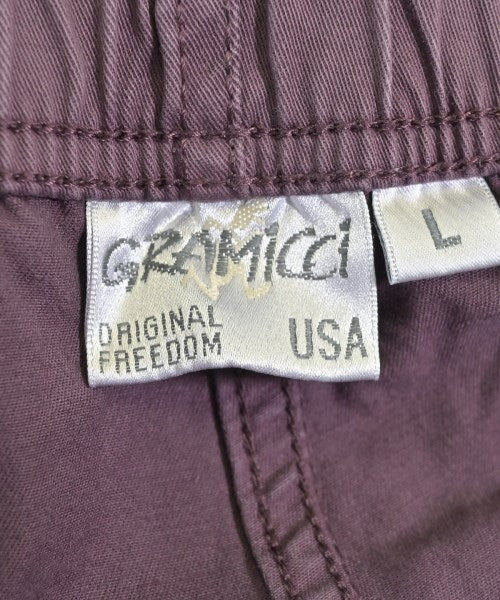 GRAMiCCi
ORIGINAL
FREEDOM
USA
L